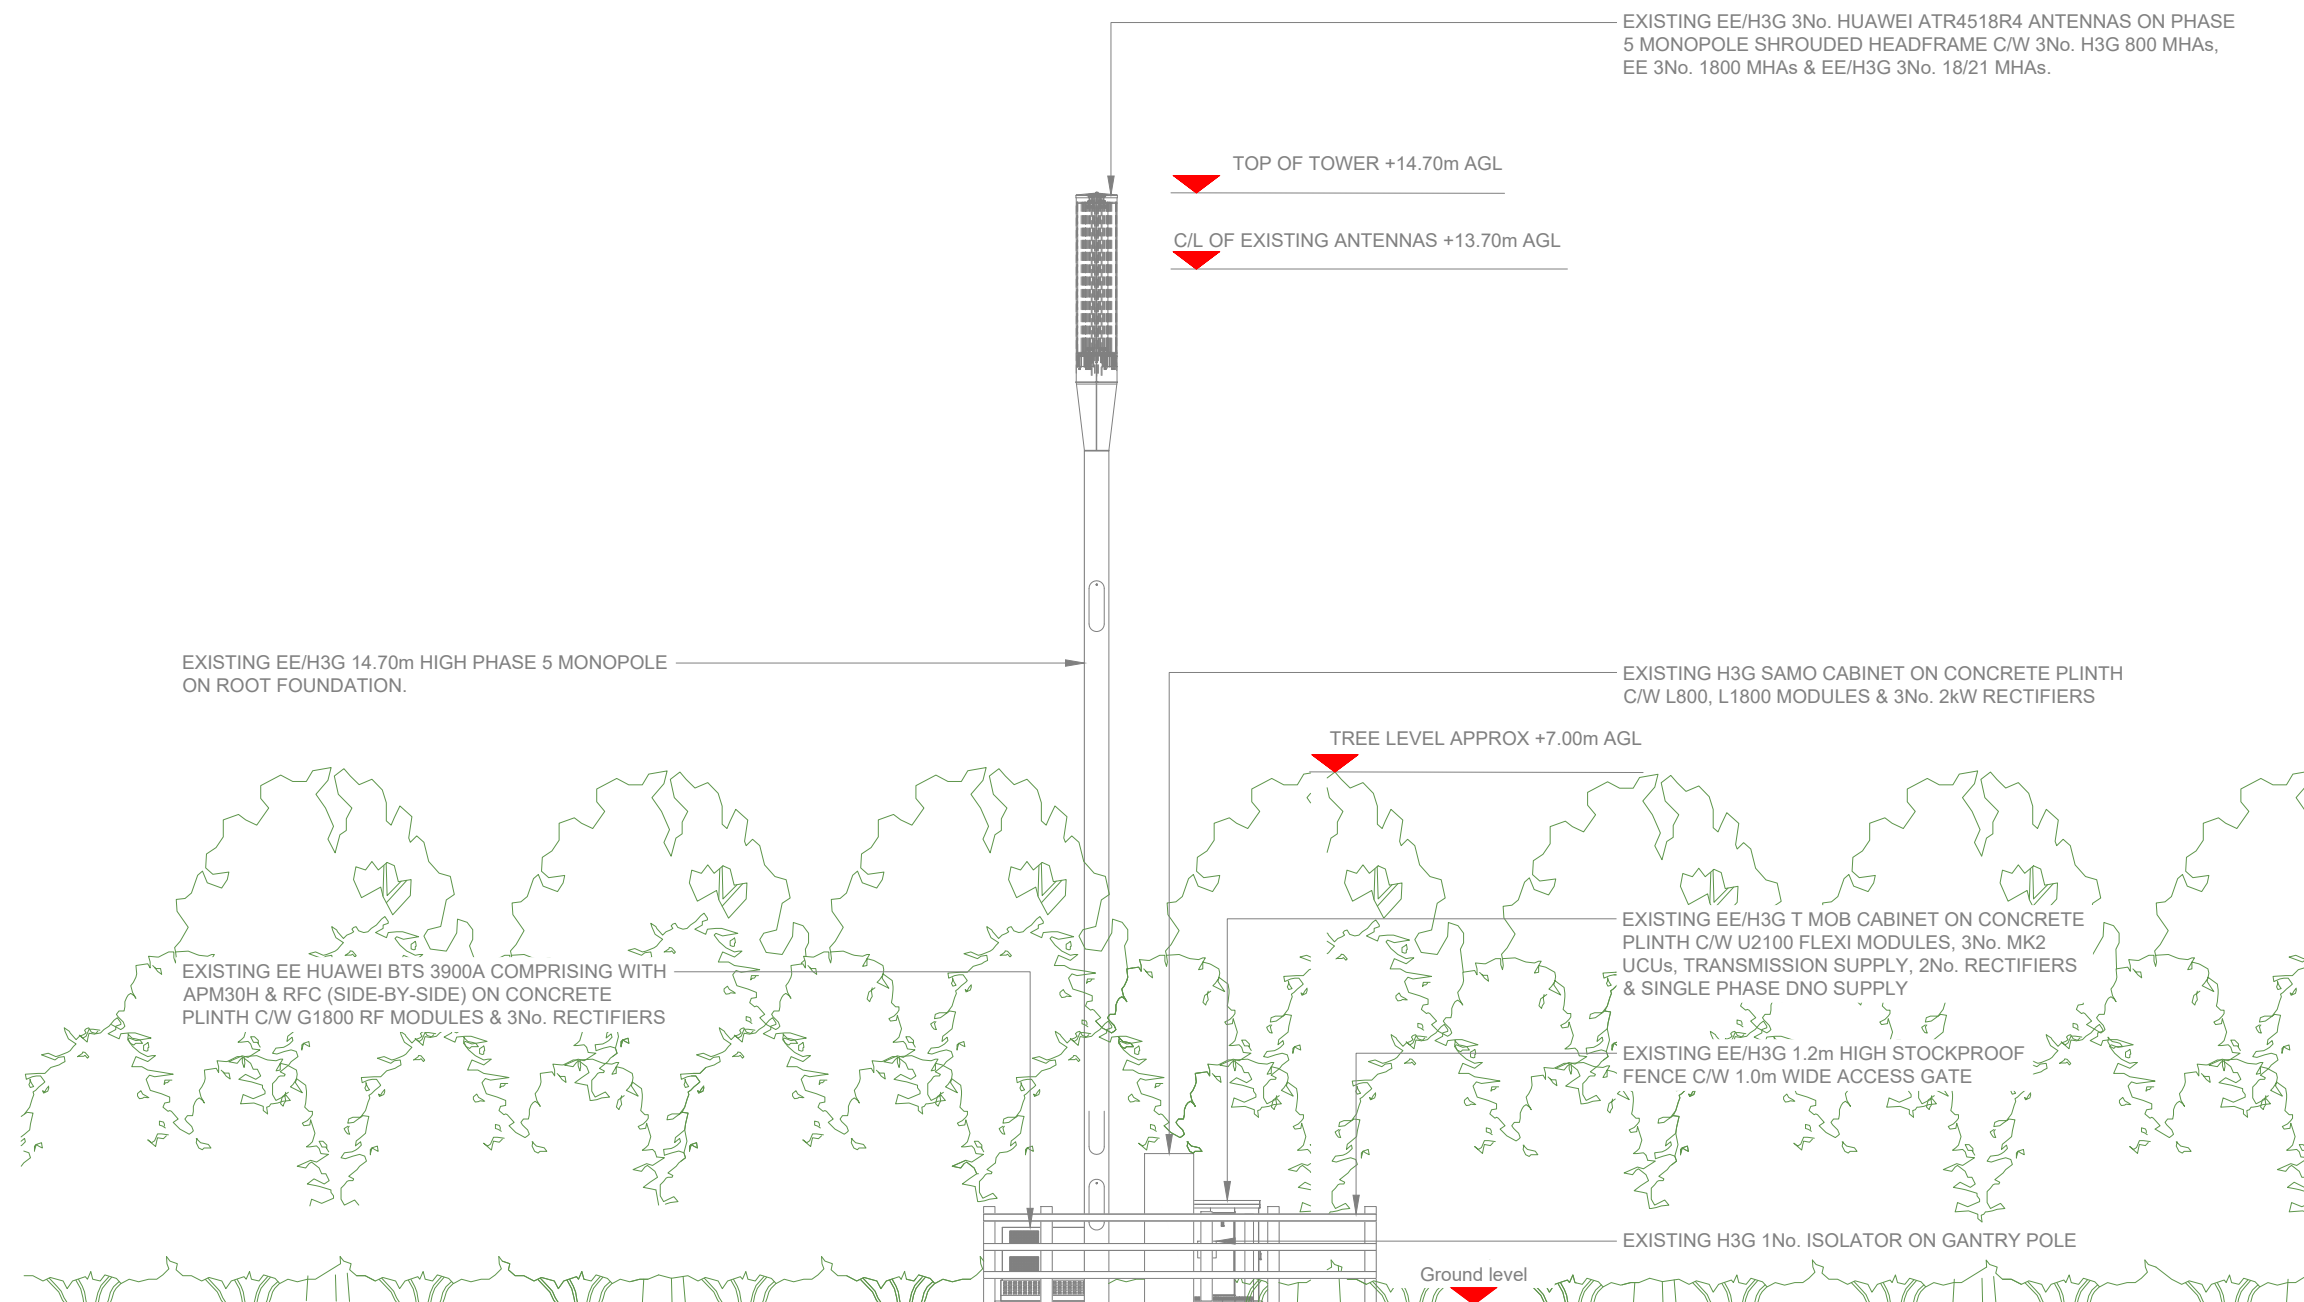 EXISTING EE/H3G 3No. HUAWEI ATR4518R4 ANTENNAS ON PHASE
5 MONOPOLE SHROUDED HEADFRAME C/W 3No. H3G 800 MHAs,
EE 3No. 1800 MHAs & EE/H3G 3No. 18/21 MHAs.
TOP OF TOWER +14.70m AGL
C/L OF EXISTING ANTENNAS +13.70m AGL
EXISTING EE/H3G 14.70m HIGH PHASE 5 MONOPOLE
ON ROOT FOUNDATION.
EXISTING H3G SAMO CABINET ON CONCRETE PLINTH
C/W L800, L1800 MODULES & 3No. 2kW RECTIFIERS
TREE LEVEL APPROX +7.00m AGL
EXISTING EE/H3G T MOB CABINET ON CONCRETE
PLINTH C/W U2100 FLEXI MODULES, 3No. MK2
UCUs, TRANSMISSION SUPPLY, 2No. RECTIFIERS
& SINGLE PHASE DNO SUPPLY
EXISTING EE HUAWEI BTS 3900A COMPRISING WITH
APM30H & RFC (SIDE-BY-SIDE) ON CONCRETE
PLINTH C/W G1800 RF MODULES & 3No. RECTIFIERS
EXISTING EE/H3G 1.2m HIGH STOCKPROOF
FENCE C/W 1.0m WIDE ACCESS GATE
EXISTING H3G 1No. ISOLATOR ON GANTRY POLE
Ground level